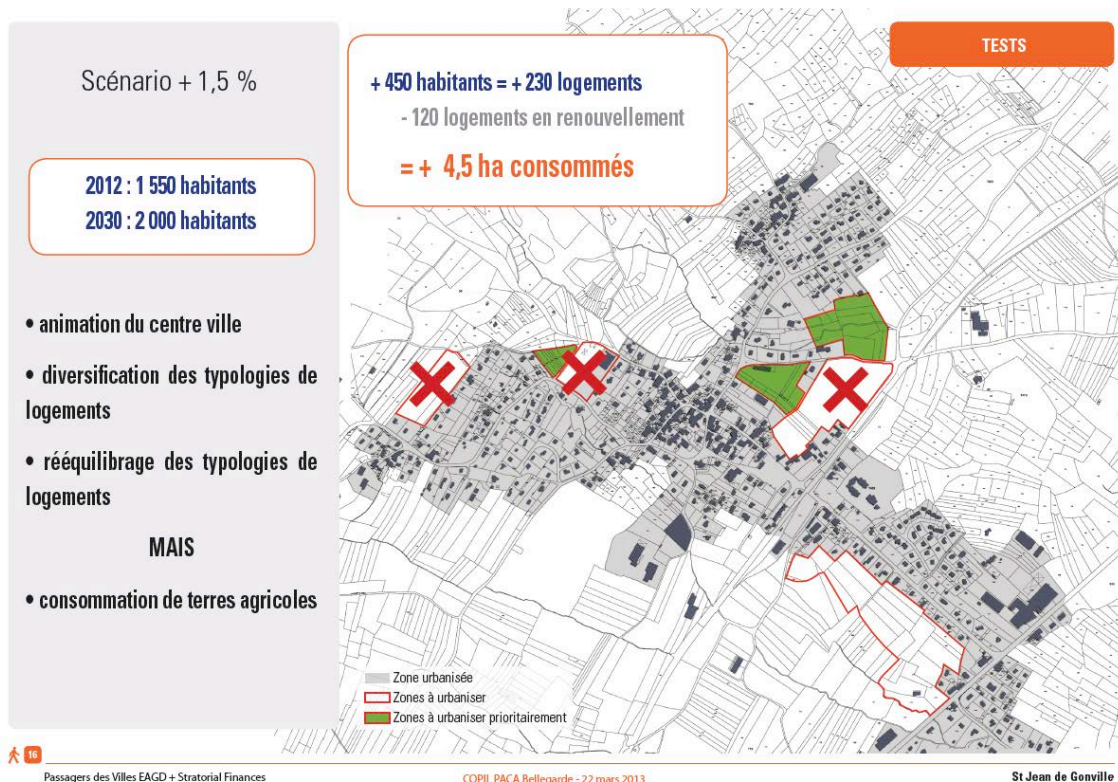 Scénario + 1,5 %
2012 : 1 550 habitants
2030 : 2 000 habitants
• animation du centre ville
• diversification des typologies de
logements
• rééquilibrage des typologies de
logements
MAIS
• consommation de terres agricoles
+ 450 habitants = + 230 logements
- 120 logements en renouvellement
= + 4,5 ha consommés
TESTS
Zone urbanisée
Zones à urbaniser
Zones à urbaniser prioritairement
16
Passagers des Villes EAGD + Stratorial Finances
COPIL PACA Bellegarde - 22 mars 2013
St Jean de Gonville